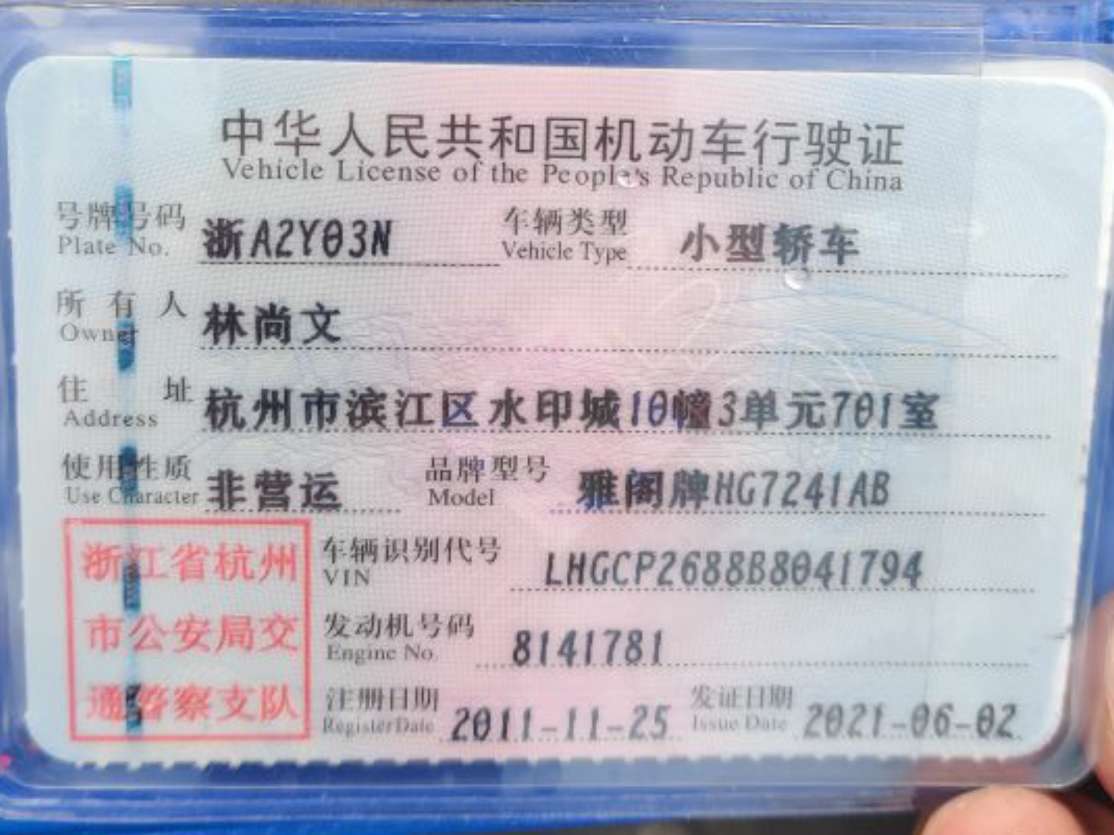 中华人民共和国机动车行驶证
Vehicle License of the People's Republic of China
号牌号码 浙A2Y03N 车辆类型 小型轿车
Plate No. Vehicle Type
所有人 林尚文
Owner
住址 杭州市滨江区水印城10幢3单元701室
Address
使用性质 非营运 品牌型号 雅阁牌HG7241AB
Use Character Model
浙江省杭州 车辆识别代号 LHGCP2688B8041794
VIN
市公安局交 发动机号码 8141781
Engine No.
通警察支队 注册日期 2011-11-25 发证日期 2021-06-02
Register Date Issue Date